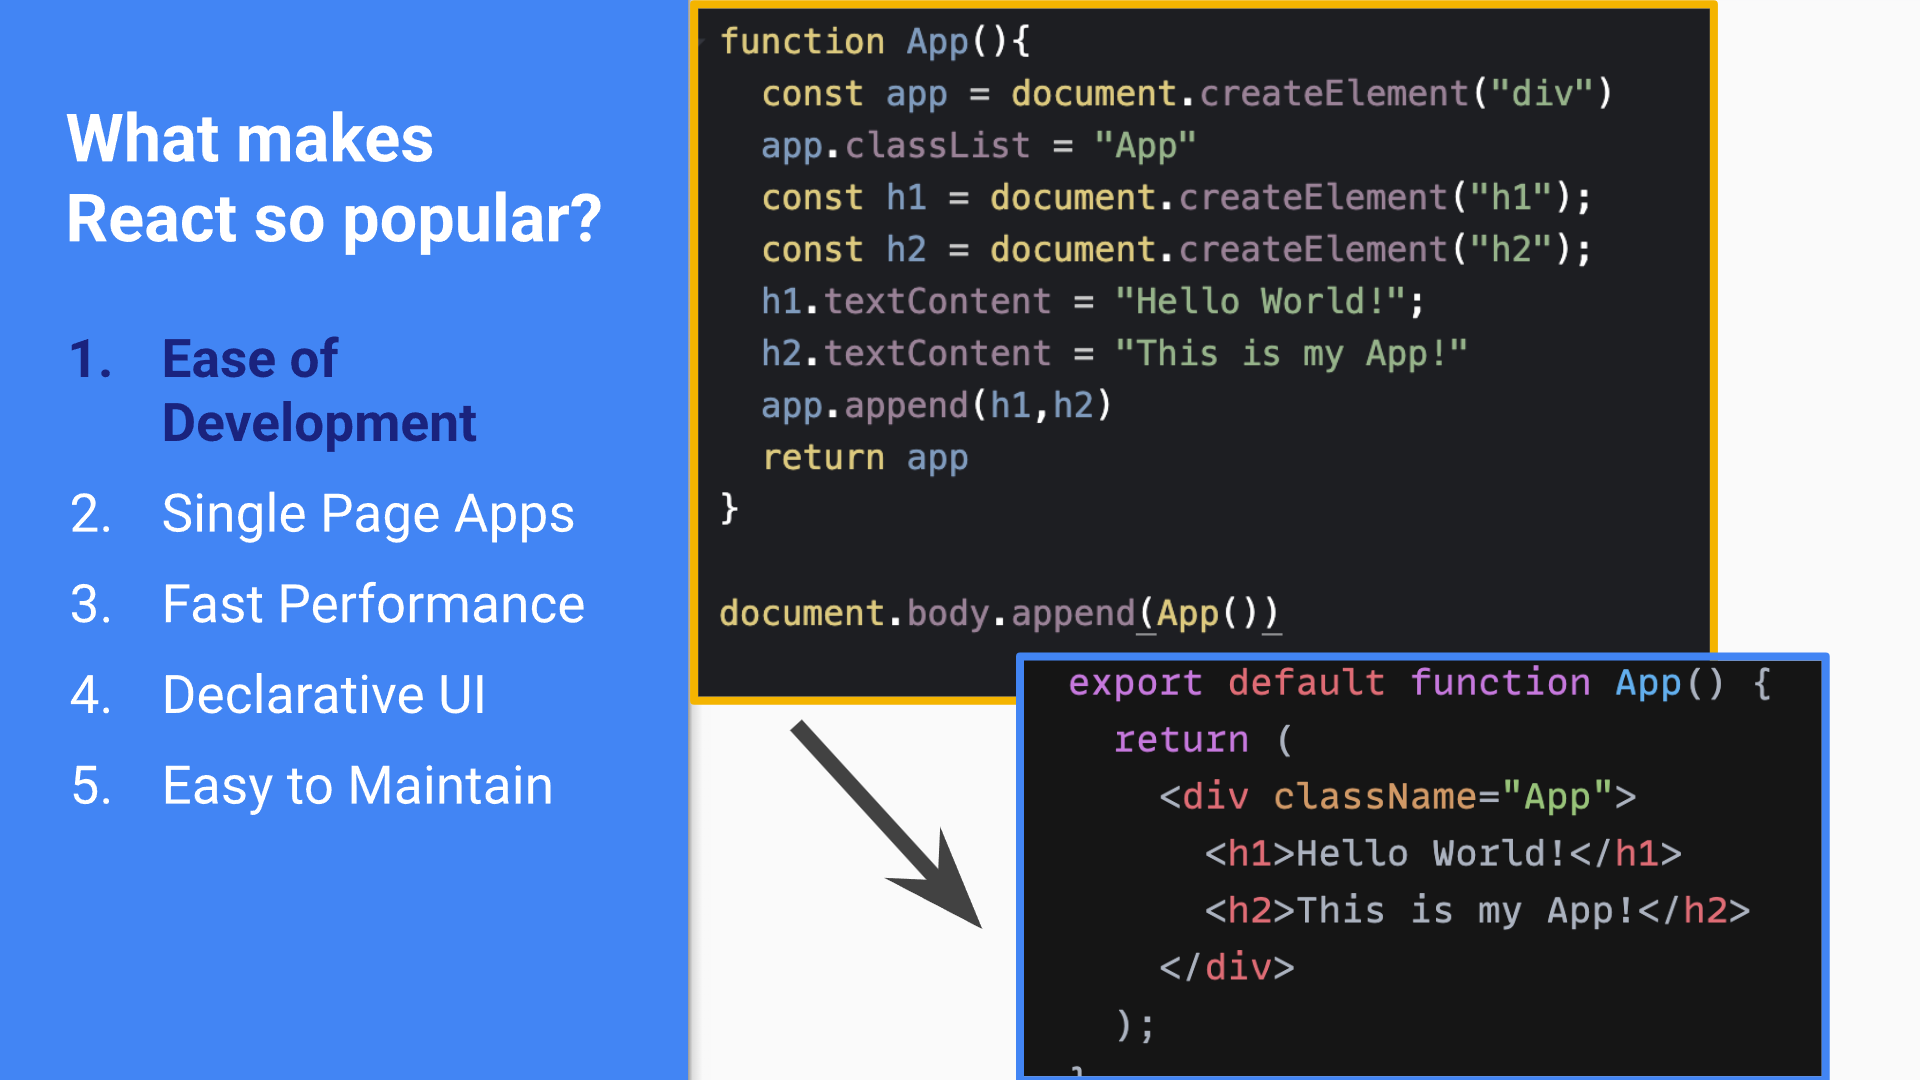 What makes
React so popular?
1. Ease of
Development
2. Single Page Apps
3. Fast Performance
4. Declarative UI
5. Easy to Maintain
function App(){
  const app = document.createElement("div")
  app.classList = "App"
  const h1 = document.createElement("h1");
  const h2 = document.createElement("h2");
  h1.textContent = "Hello World!";
  h2.textContent = "This is my App!"
  app.append(h1,h2)
  return app
}
document.body.append(App())
export default function App() {
  return (
    <div className="App">
      <h1>Hello World!</h1>
      <h2>This is my App!</h2>
    </div>
  );
}